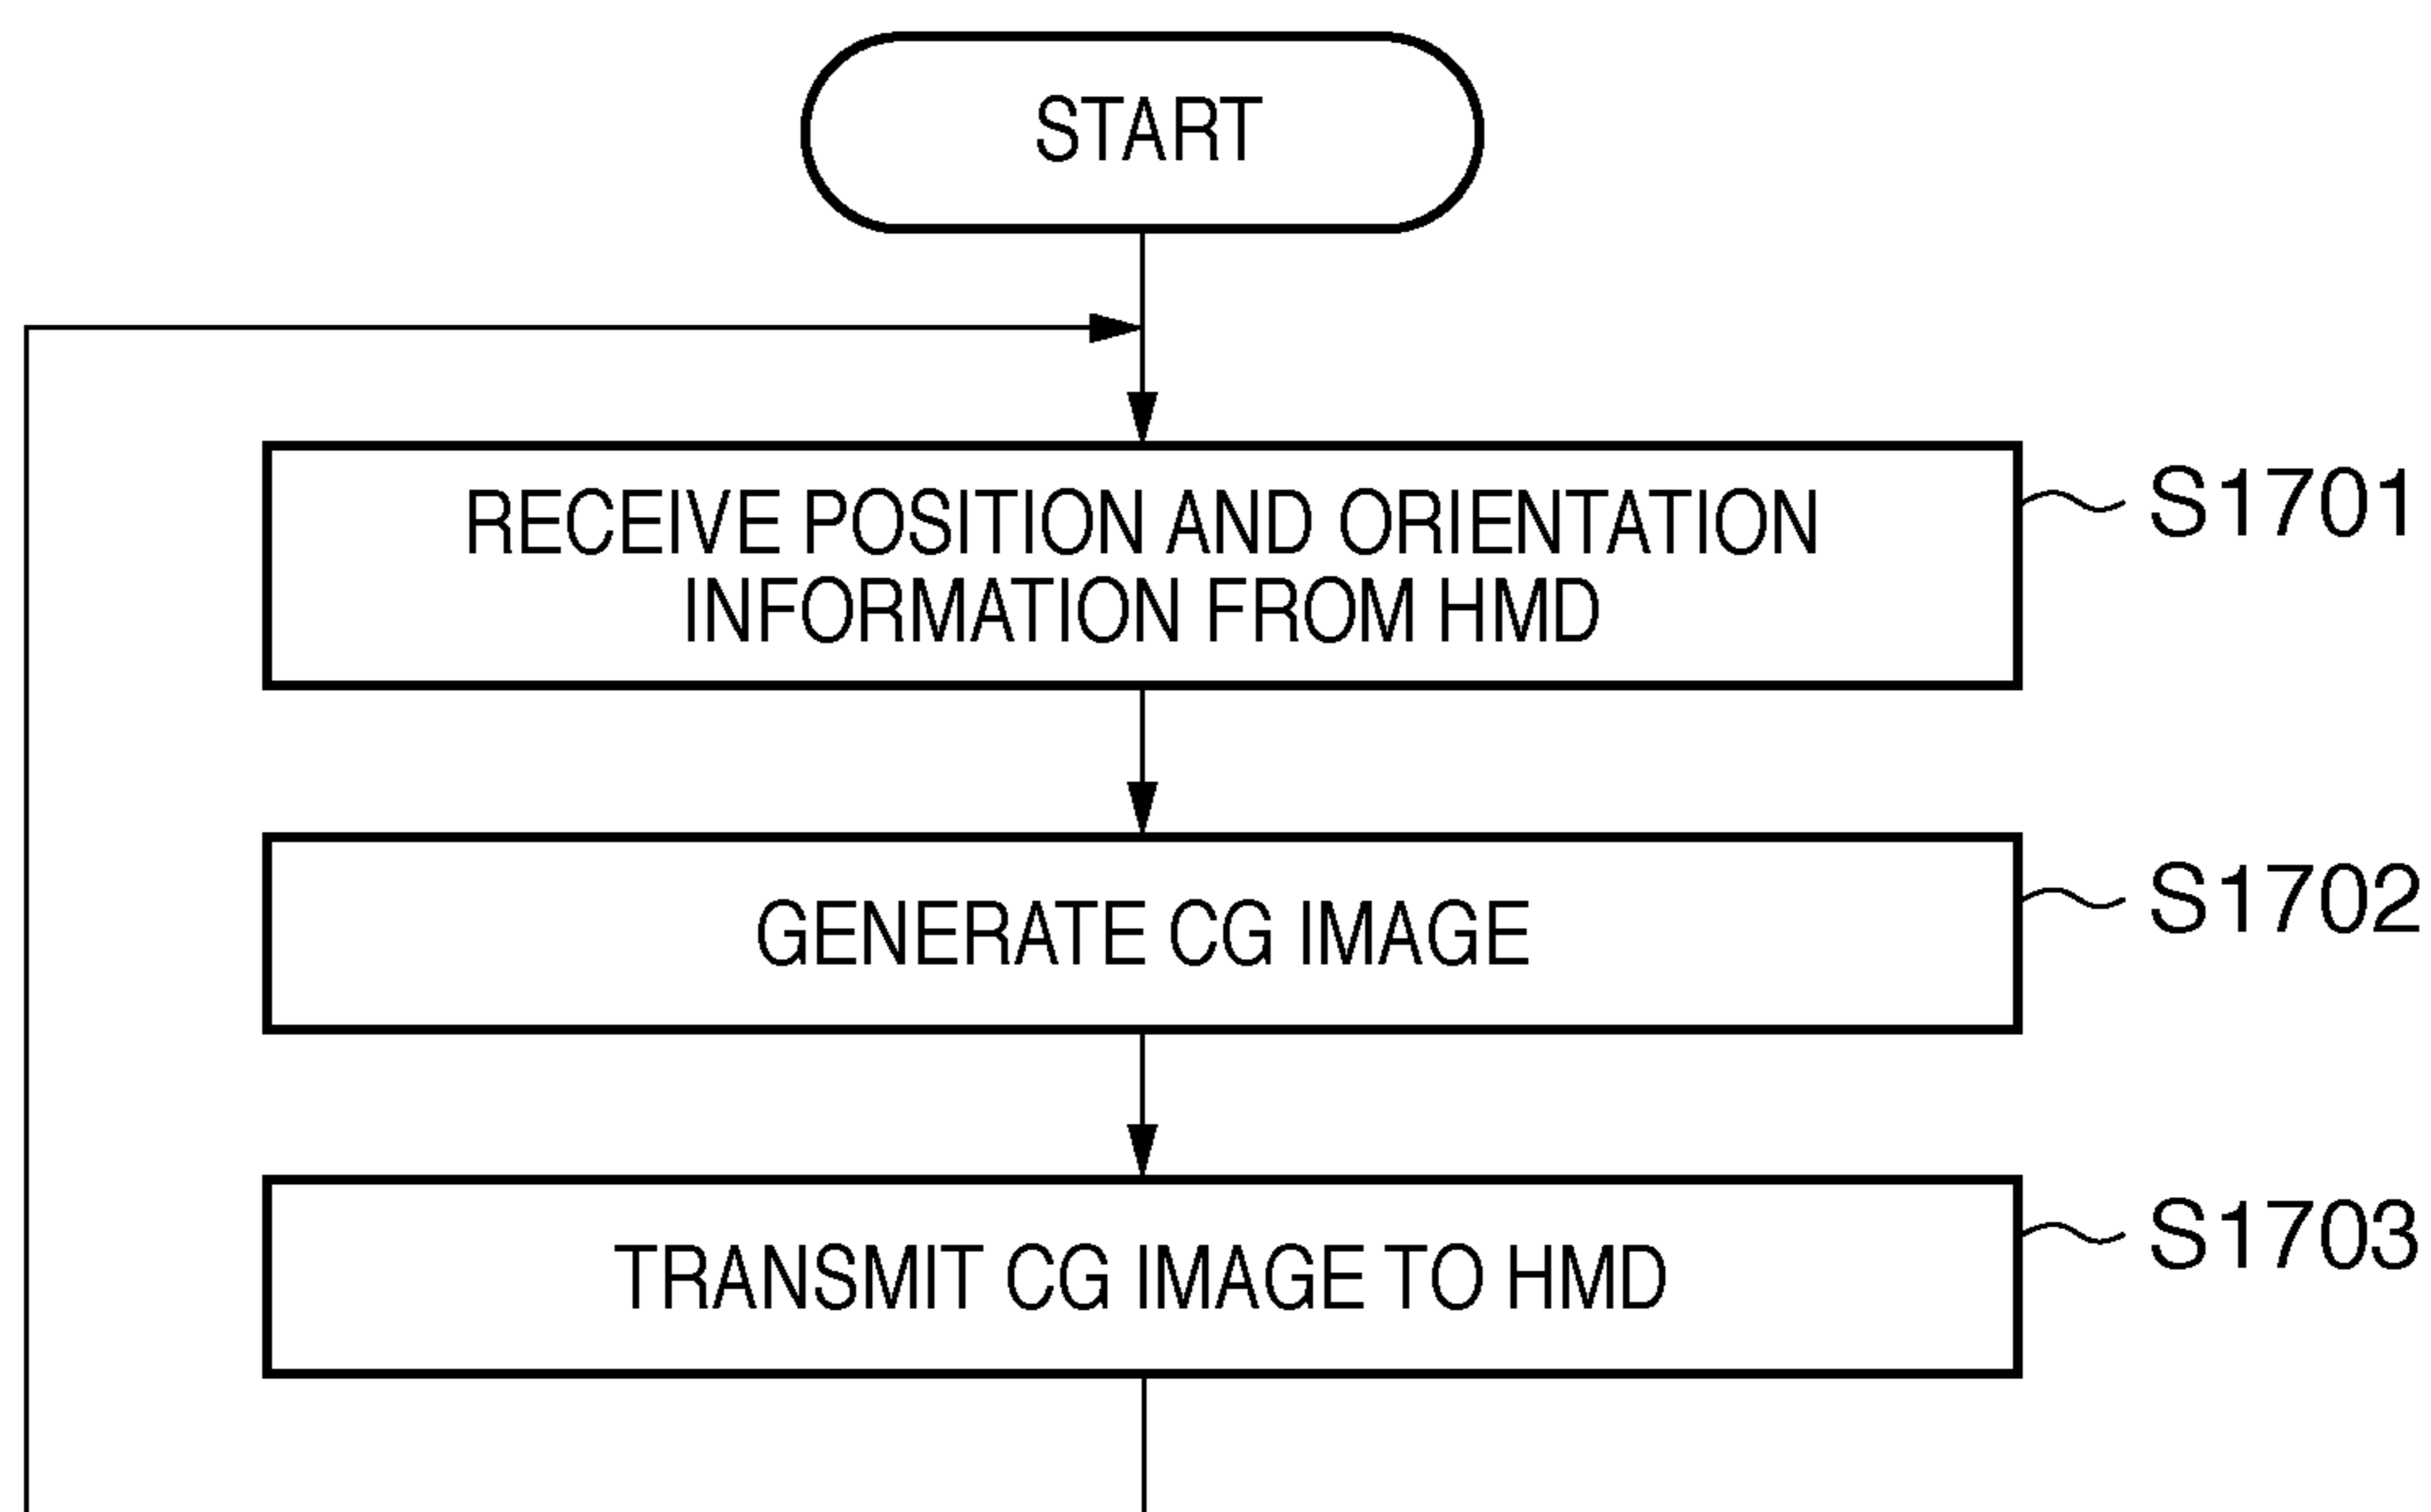 START
RECEIVE POSITION AND ORIENTATION
INFORMATION FROM HMD
S1701
GENERATE CG IMAGE
S1702
TRANSMIT CG IMAGE TO HMD
S1703